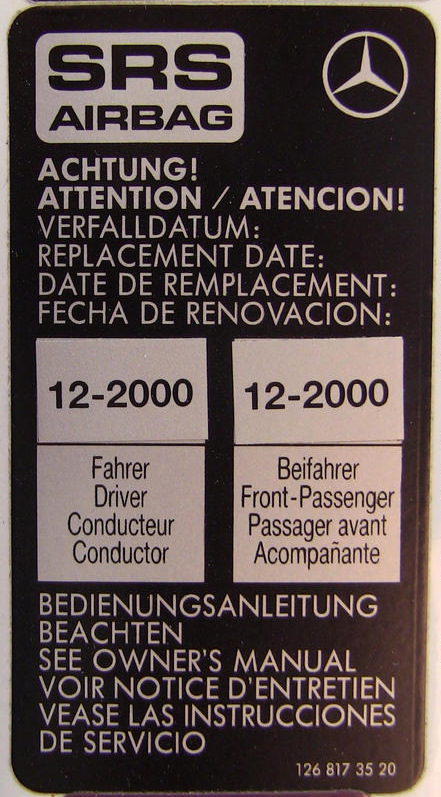 SRS
AIRBAG
ACHTUNG!
ATTENTION / ATENCION!
VERFALLDATUM:
REPLACEMENT DATE:
DATE DE REMPLACEMENT:
FECHA DE RENOVACION:
12-2000
Fahrer
Driver
Conducteur
Conductor
12-2000
Beifahrer
Front-Passenger
Passager avant
Acompañante
BEDIENUNGSANLEITUNG
BEACHTEN
SEE OWNER'S MANUAL
VOIR NOTICE D'ENTRETIEN
VEASE LAS INSTRUCCIONES
DE SERVICIO
126 817 35 20